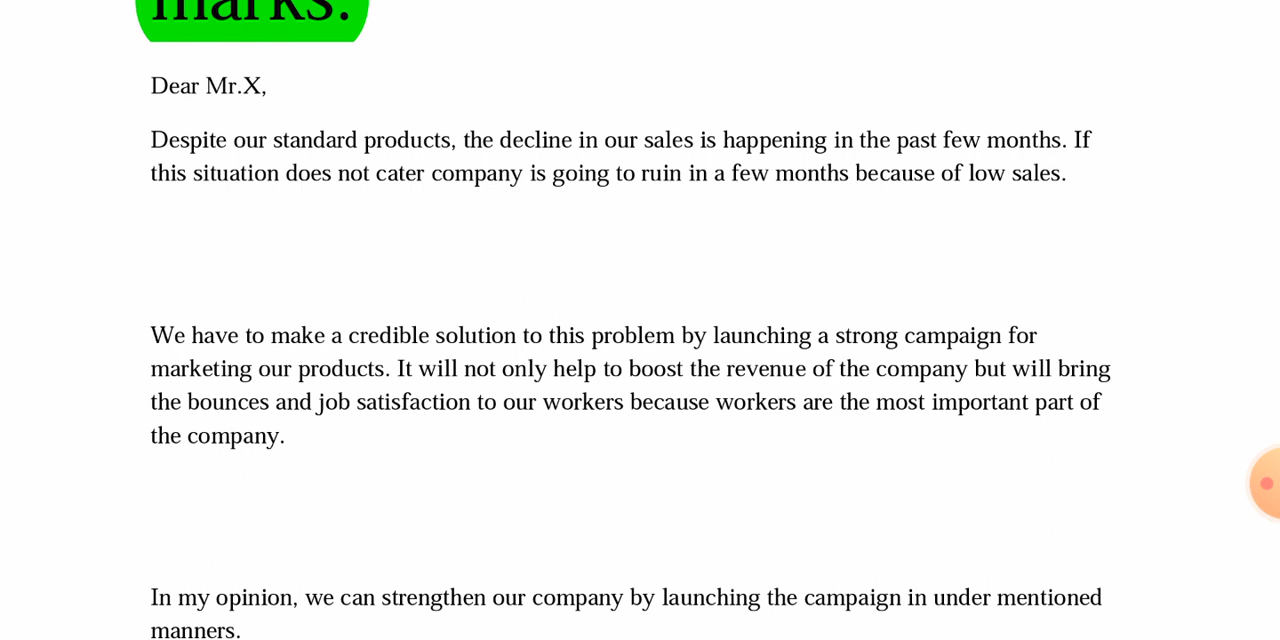 marks.
Dear Mr.X,
Despite our standard products, the decline in our sales is happening in the past few months. If
this situation does not cater company is going to ruin in a few months because of low sales.
We have to make a credible solution to this problem by launching a strong campaign for
marketing our products. It will not only help to boost the revenue of the company but will bring
the bounces and job satisfaction to our workers because workers are the most important part of
the company.
In my opinion, we can strengthen our company by launching the campaign in under mentioned
manners.